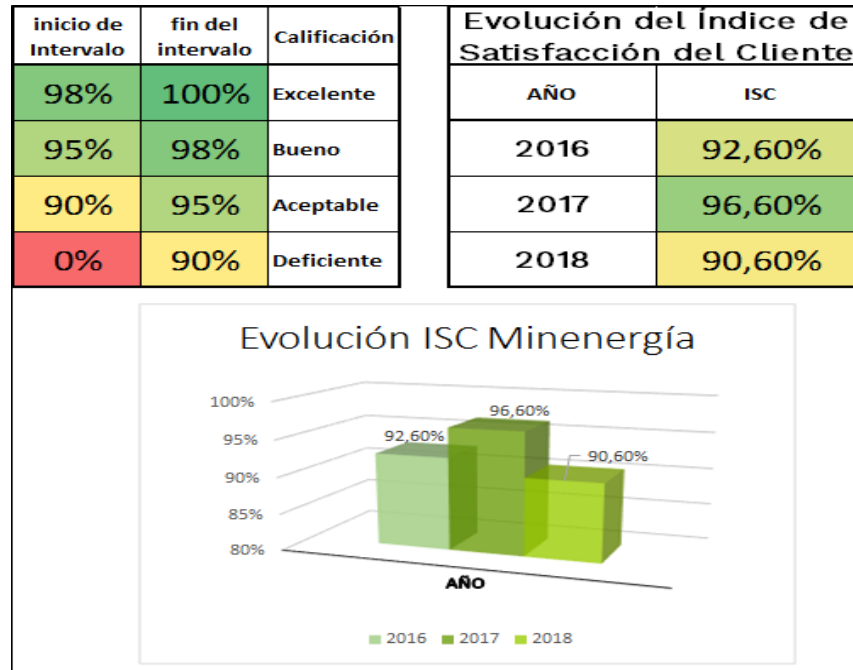 inicio de Intervalo fin del intervalo Calificación
98% 100% Excelente
95% 98% Bueno
90% 95% Aceptable
0% 90% Deficiente
Evolución del Índice de
Satisfacción del Cliente
AÑO ISC
2016 92,60%
2017 96,60%
2018 90,60%
Evolución ISC Minenergía
100%
95%
90%
85%
80%
92,60%
96,60%
90,60%
AÑO
2016 2017 2018